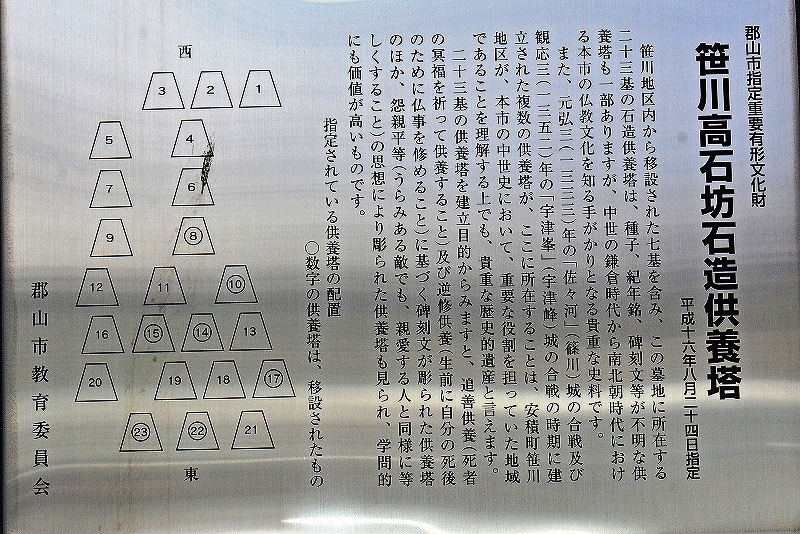 郡山市指定重要有形文化財
笹川高石坊石造供養塔
平成十六年八月二十四日指定
笹川地区内から移設された七基を含み、この墓地に所在する
二十三基の石造供養塔は、種子、紀年銘、碑刻文等が不明な供
養塔も一部ありますが、中世の鎌倉時代から南北朝時代におけ
る本市の仏教文化を知る手がかりとなる貴重な史料です。
また、元弘三(一三三三)年の「佐々河」(篠川)城の合戦及び
観応三(一三五二)年の「宇津峯」(宇津峰)城の合戦の時期に建
立された複数の供養塔が、ここに所在することは、安積町笹川
地区が、本市の中世史において、重要な役割を担っていた地域
であることを理解する上でも、貴重な歴史的遺産と言えます。
二十三基の供養塔を建立目的からみますと、追善供養(死者
の冥福を祈って供養すること)及び逆修供養(生前に自分の死後
のために仏事を修めること)に基づく碑刻文が彫られた供養塔
のほか、怨親平等(うらみある敵でも、親愛する人と同様に等
しくすること)の思想により彫られた供養塔も見られ、学問的
にも価値が高いものです。
指定されている供養塔の配置
○数字の供養塔は、移設されたもの
西
3 2 1
5 4
7 6
9 ⑧
12 11 ⑩
16 ⑮ ⑭ 13
20 19 18 ⑰
㉓ ㉒ 21
東
郡山市教育委員会